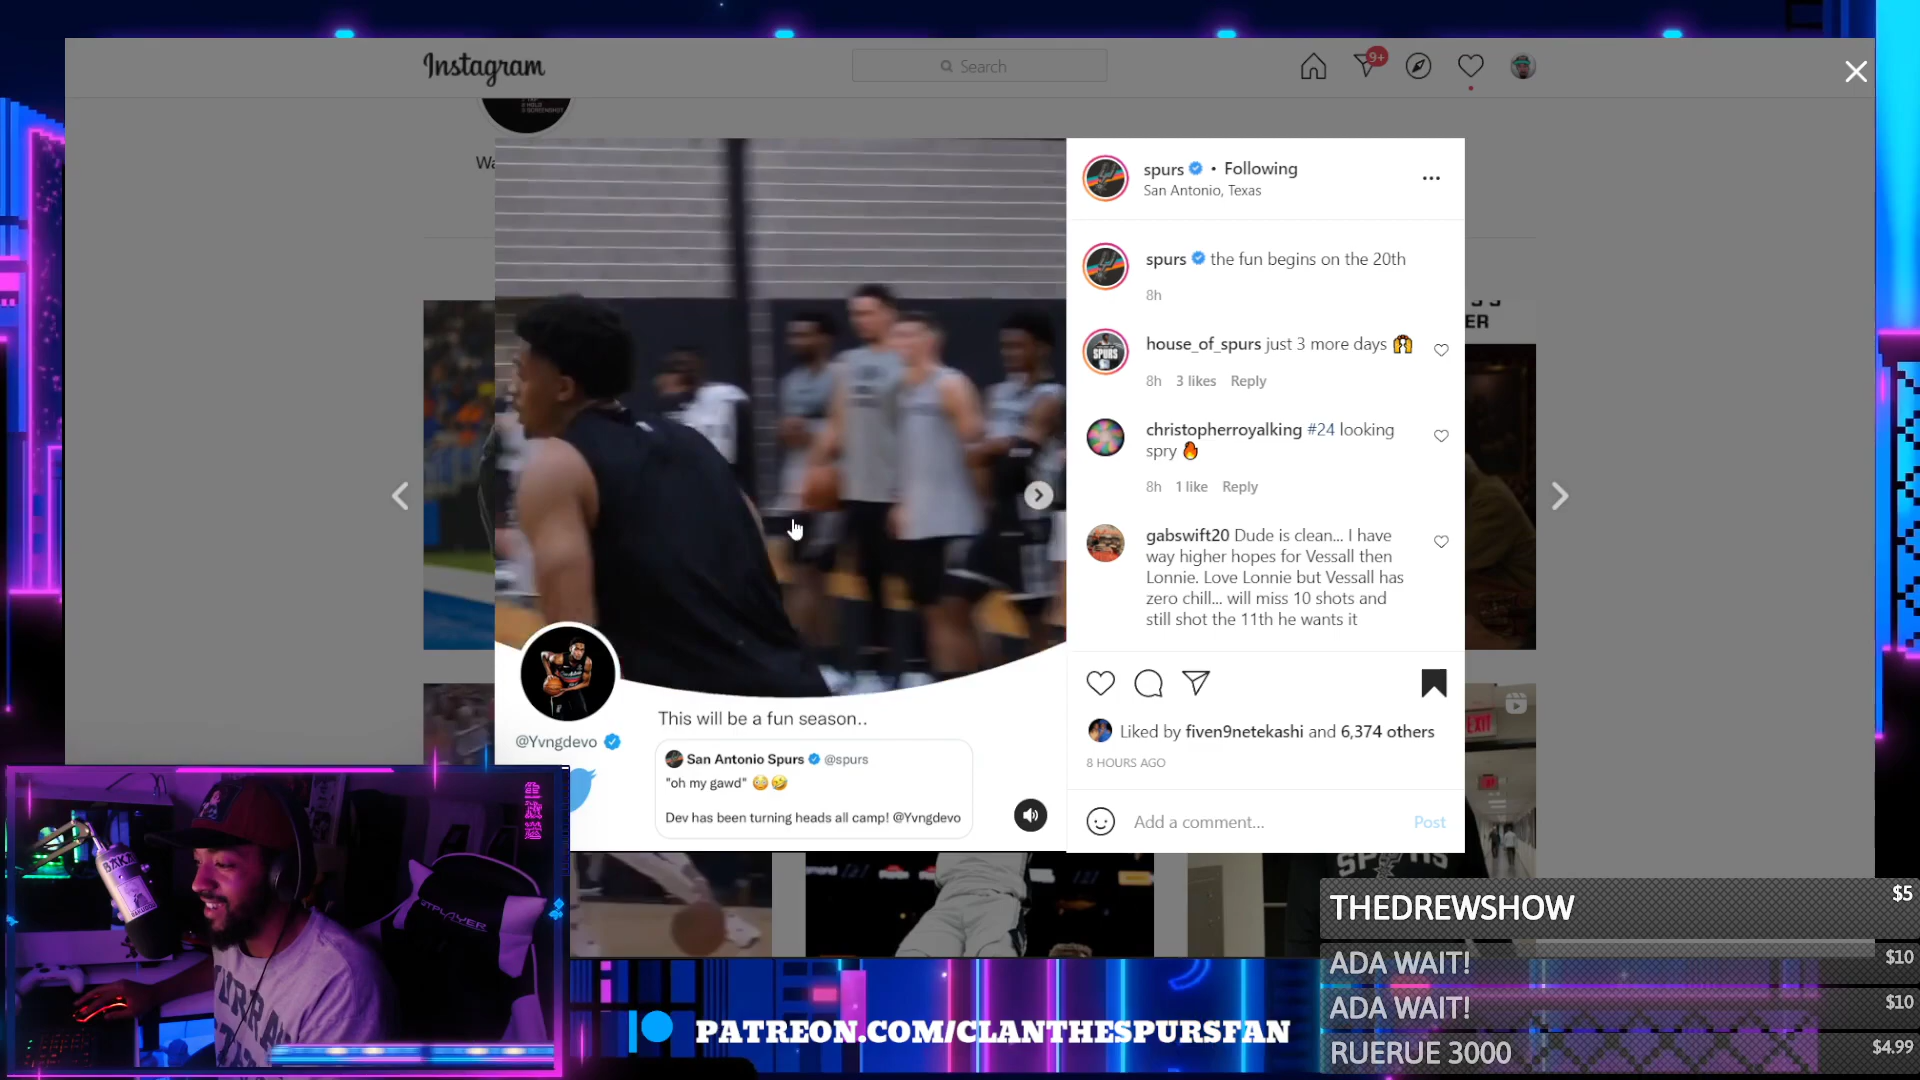 Instagram
Search
9+
Wa
ER
spurs • Following
San Antonio, Texas
spurs the fun begins on the 20th
8h
SPURS
house_of_spurs just 3 more days 🙌
8h 3 likes Reply
christopherroyalking #24 looking
spry 🔥
8h 1 like Reply
gabswift20 Dude is clean... I have
way higher hopes for Vessall then
Lonnie. Love Lonnie but Vessall has
zero chill... will miss 10 shots and
still shot the 11th he wants it
Liked by fiven9netekashi and 6,374 others
8 HOURS AGO
Add a comment...
Post
This will be a fun season..
@Yvngdevo
San Antonio Spurs @spurs
"oh my gawd" 😳🤣
Dev has been turning heads all camp! @Yvngdevo
EXIT
THEDREWSHOW $5
ADA WAIT! $10
ADA WAIT! $10
RUERUE 3000 $4.99
PATREON.COM/CLANTHESPURSFAN